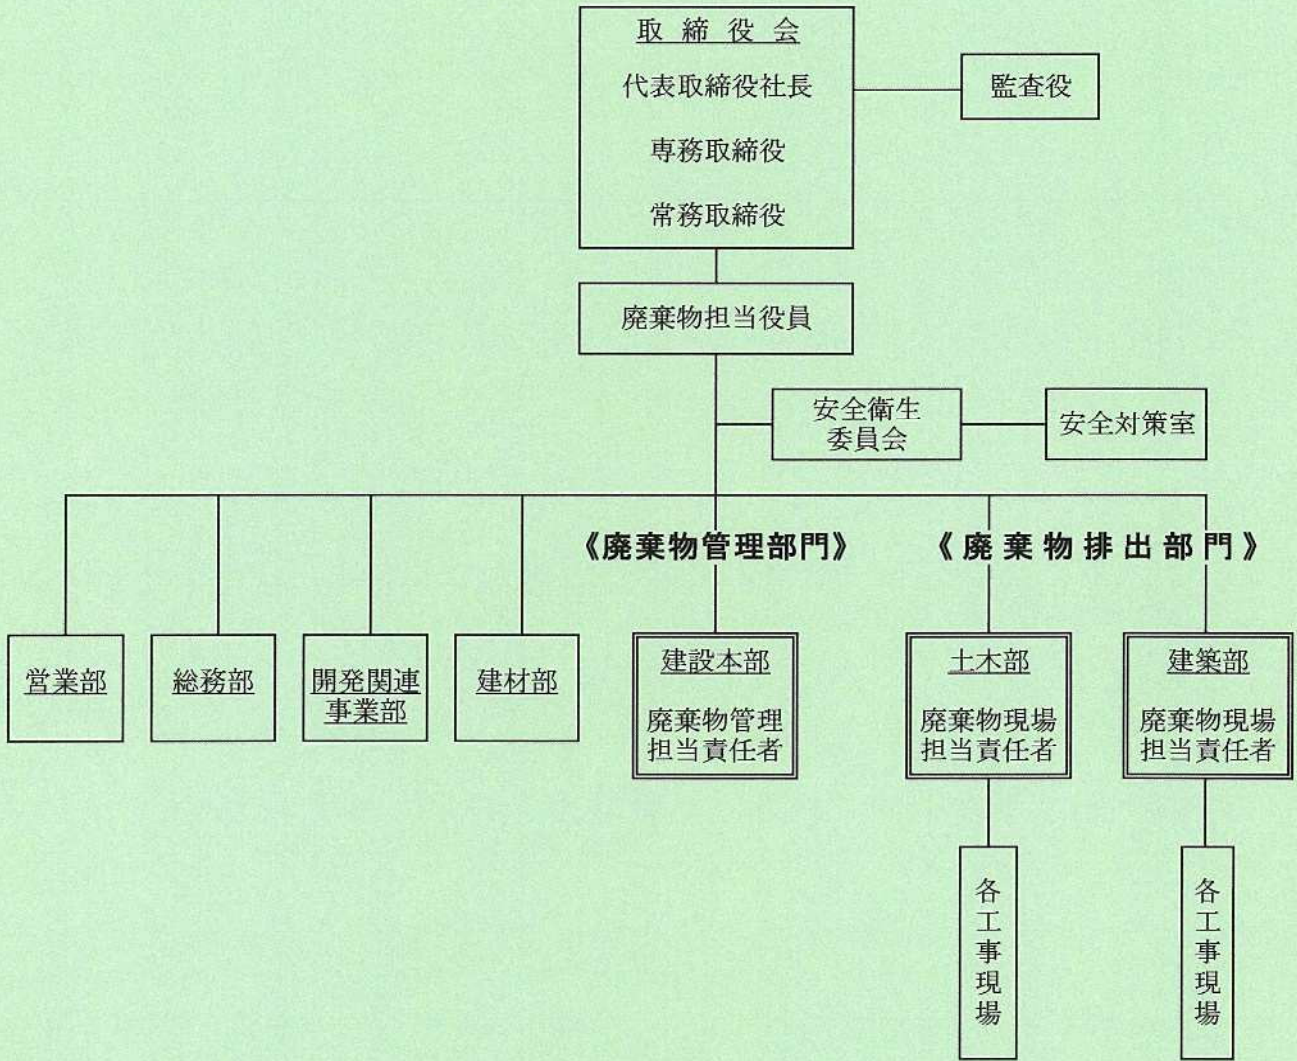 取締役会
代表取締役社長
専務取締役
常務取締役
監査役
廃棄物担当役員
安全衛生
委員会
安全対策室
《廃棄物管理部門》
《廃棄物排出部門》
営業部
総務部
開発関連
事業部
建材部
建設本部
廃棄物管理
担当責任者
土木部
廃棄物現場
担当責任者
建築部
廃棄物現場
担当責任者
各工事現場
各工事現場